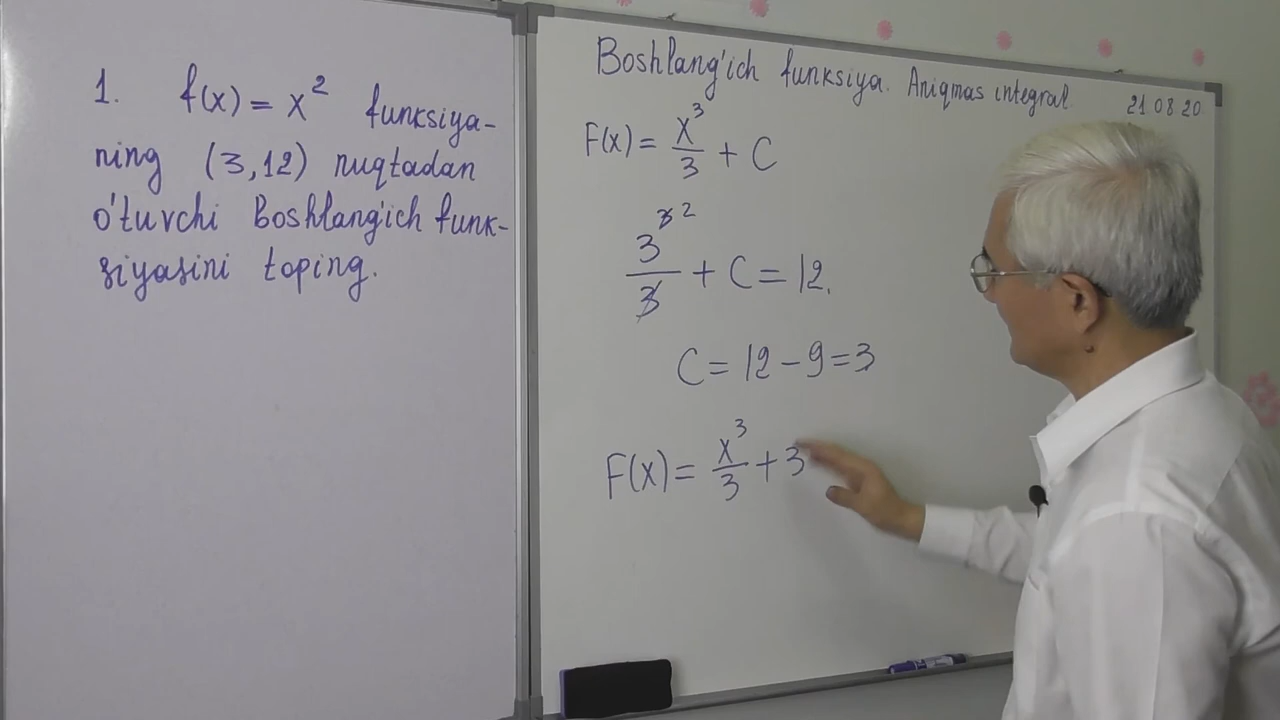 1. f(x) = x² funksiya-
ning (3,12) nuqtadan
o'tuvchi Boshlang'ich funk-
siyasini toping.
Boshlang'ich funksiya. Aniqmas integral.
21 08 20
F(x) = x³/3 + C
3³ ²/3 + C = 12.
C = 12 - 9 = 3
F(x) = x³/3 + 3